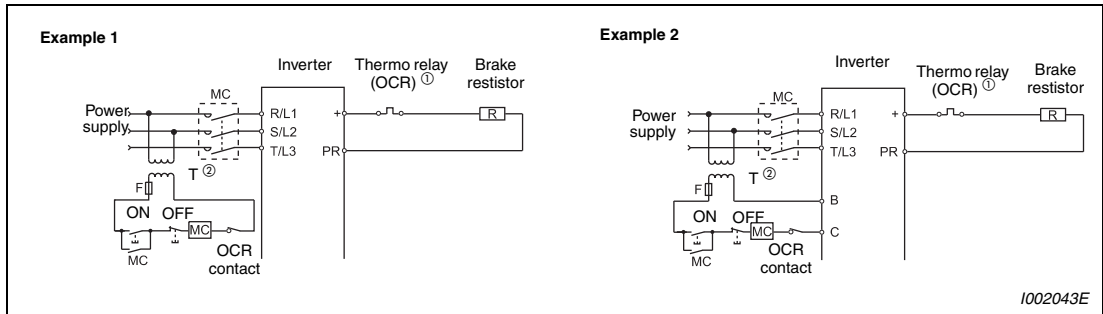 Example 1
Inverter
Thermo relay
(OCR) ①
Brake
restistor
MC
Power
supply
R/L1
S/L2
T/L3
+
PR
R
T ②
F
ON
OFF
MC
MC
OCR
contact
Example 2
Inverter
Thermo relay
(OCR) ①
Brake
restistor
MC
Power
supply
R/L1
S/L2
T/L3
+
PR
R
T ②
F
B
ON
OFF
MC
C
MC
OCR
contact
I002043E